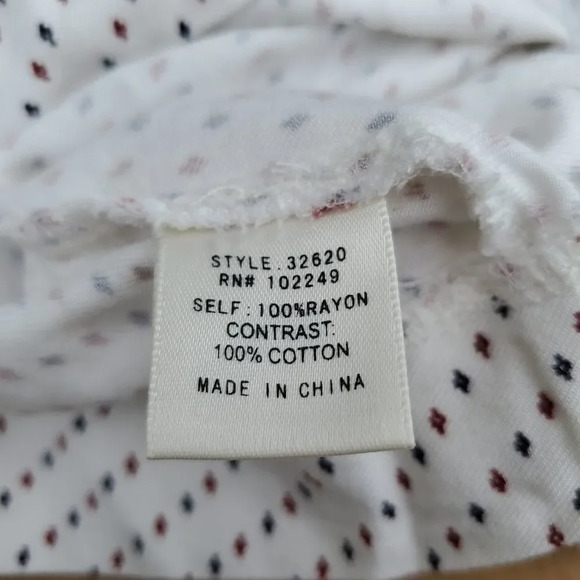 STYLE.32620
RN# 102249
SELF:100%RAYON
CONTRAST:
100% COTTON
MADE IN CHINA